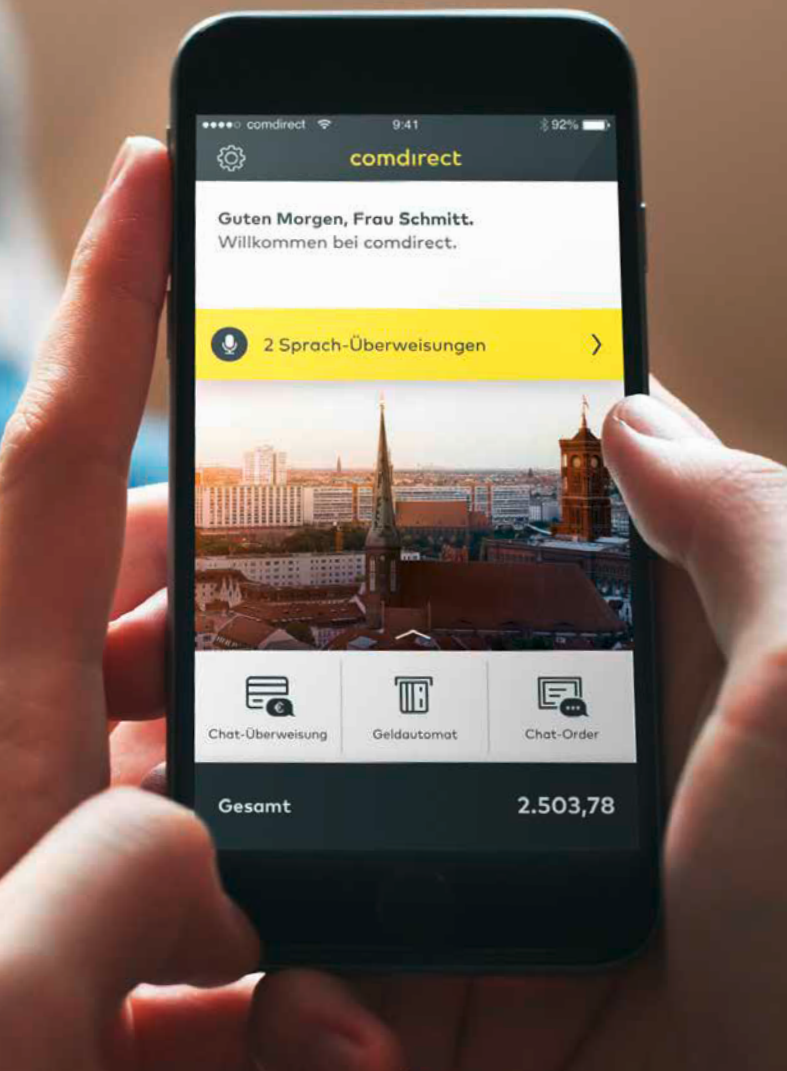 comdirect 9:41 92%
comdirect
Guten Morgen, Frau Schmitt.
Willkommen bei comdirect.
2 Sprach-Überweisungen
€
Chat-Überweisung Geldautomat Chat-Order
Gesamt 2.503,78